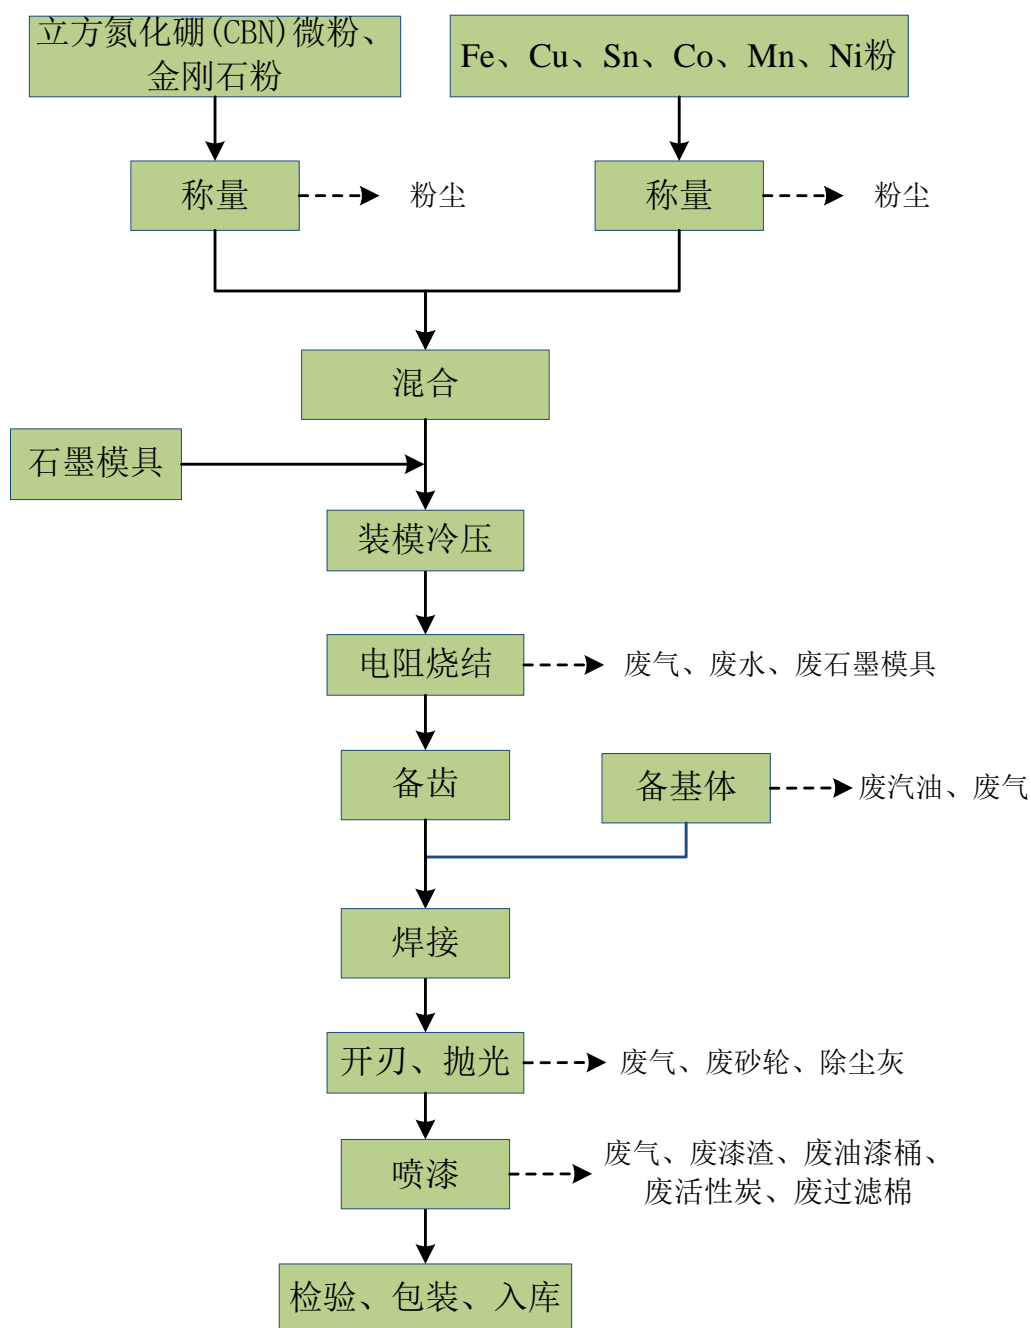 立方氮化硼(CBN)微粉、
金刚石粉
Fe、Cu、Sn、Co、Mn、Ni粉
称量
粉尘
称量
粉尘
混合
石墨模具
装模冷压
电阻烧结
废气、废水、废石墨模具
备齿
备基体
废汽油、废气
焊接
开刃、抛光
废气、废砂轮、除尘灰
喷漆
废气、废漆渣、废油漆桶、
废活性炭、废过滤棉
检验、包装、入库